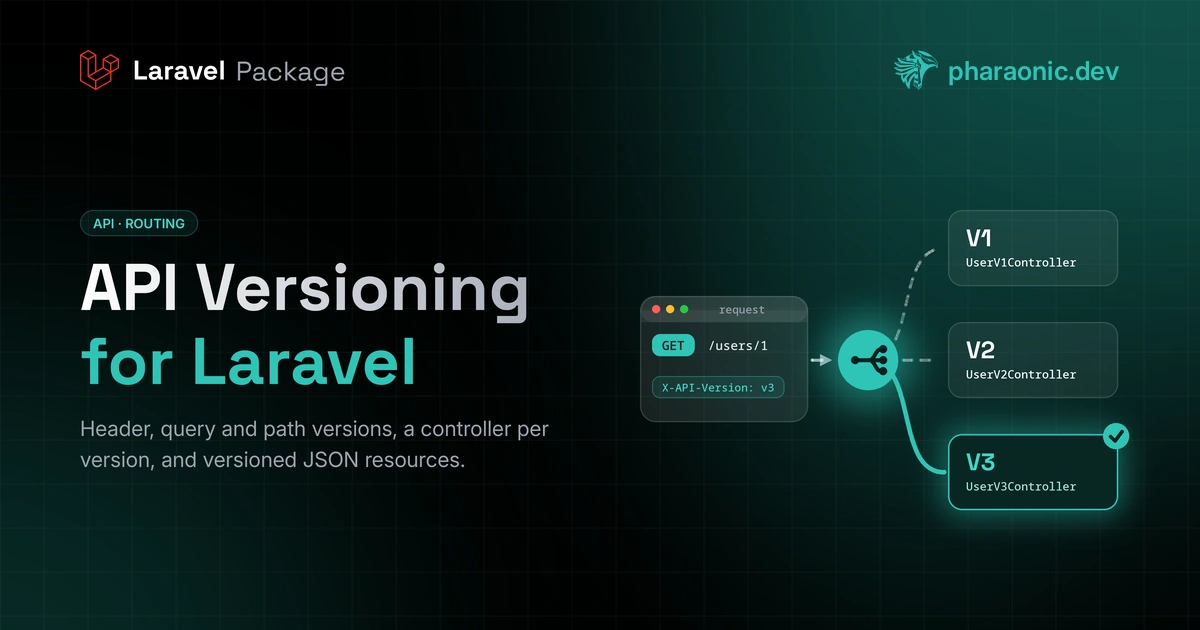 Laravel Package
pharaonic.dev
API · ROUTING
API Versioning
for Laravel
Header, query and path versions, a controller per
version, and versioned JSON resources.
request
GET /users/1
X-API-Version: v3
V1
UserV1Controller
V2
UserV2Controller
V3
UserV3Controller